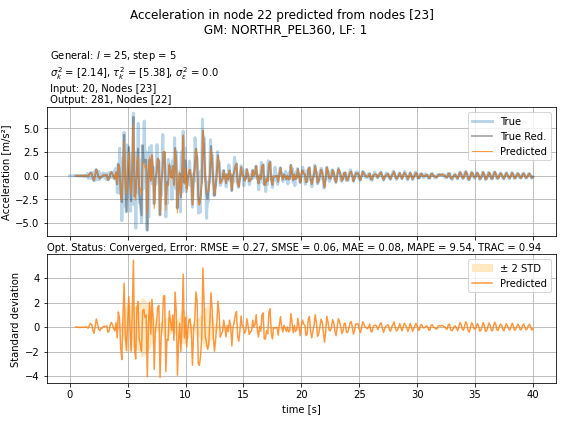 Acceleration in node 22 predicted from nodes [23]
GM: NORTHR_PEL360, LF: 1
General: l = 25, step = 5
σ²ₖ = [2.14], τ²ₖ = [5.38], σ²ε = 0.0
Input: 20, Nodes [23]
Output: 281, Nodes [22]
Acceleration [m/s²]
5.0
2.5
0.0
−2.5
−5.0
True
True Red.
Predicted
Opt. Status: Converged, Error: RMSE = 0.27, SMSE = 0.06, MAE = 0.08, MAPE = 9.54, TRAC = 0.94
Standard deviation
4
2
0
−2
−4
± 2 STD
Predicted
0 5 10 15 20 25 30 35 40
time [s]